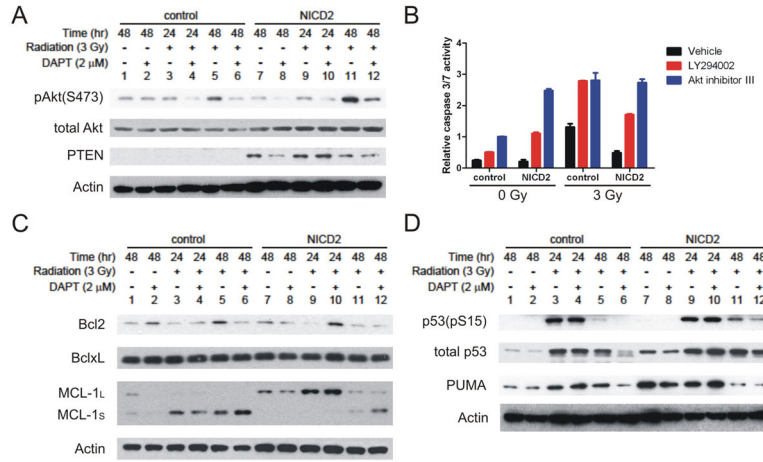 A
control NICD2
Time (hr) 48 48 24 24 48 48 48 48 24 24 48 48
Radiation (3 Gy) - - + + + + - - + + + +
DAPT (2 μM) - + - + - + - + - + - +
1 2 3 4 5 6 7 8 9 10 11 12
pAkt(S473)
total Akt
PTEN
Actin
B
Relative caspase 3/7 activity
4
3
2
1
0
control NICD2 control NICD2
0 Gy 3 Gy
Vehicle
LY294002
Akt inhibitor III
C
control NICD2
Time (hr) 48 48 24 24 48 48 48 48 24 24 48 48
Radiation (3 Gy) - - + + + + - - + + + +
DAPT (2 μM) - + - + - + - + - + - +
1 2 3 4 5 6 7 8 9 10 11 12
Bcl2
BclxL
MCL-1L
MCL-1S
Actin
D
control NICD2
Time (hr) 48 48 24 24 48 48 48 48 24 24 48 48
Radiation (3 Gy) - - + + + + - - + + + +
DAPT (2 μM) - + - + - + - + - + - +
1 2 3 4 5 6 7 8 9 10 11 12
p53(pS15)
total p53
PUMA
Actin